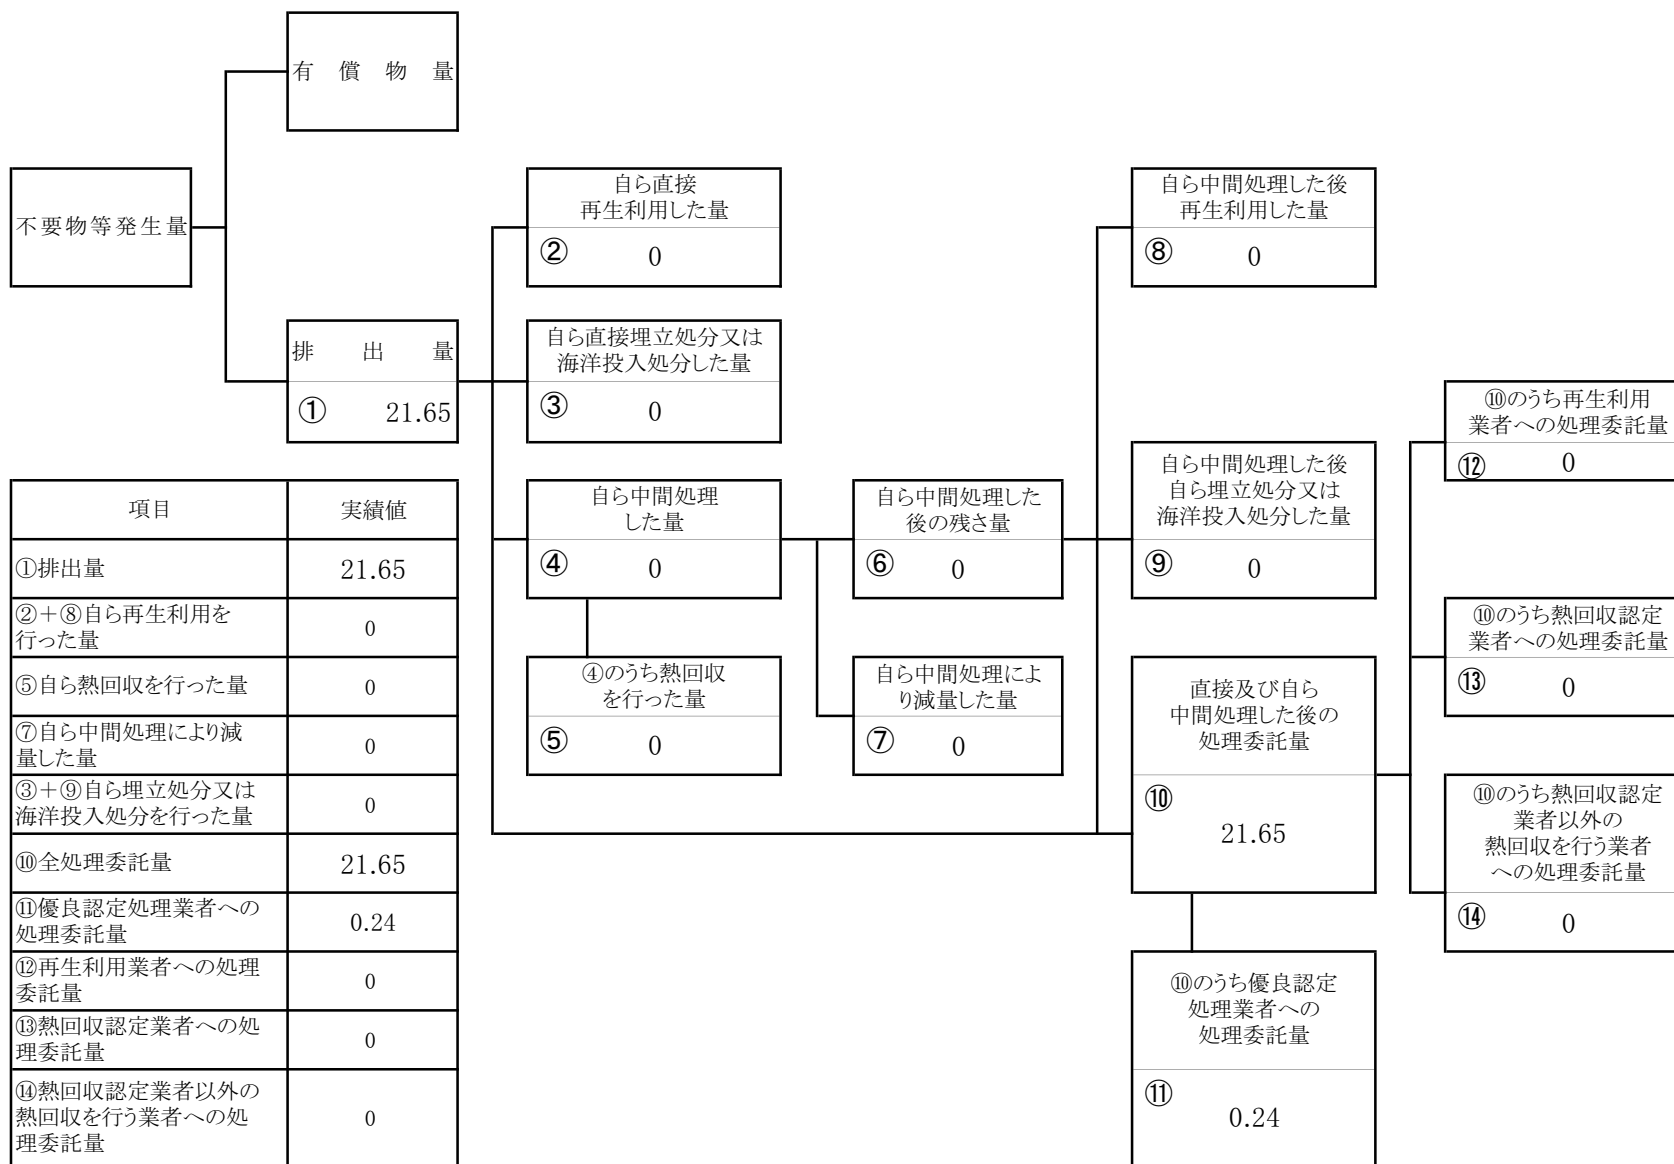 有償物量
不要物等発生量
排出量
① 21.65
自ら直接
再生利用した量
② 0
自ら直接埋立処分又は
海洋投入処分した量
③ 0
自ら中間処理
した量
④ 0
④のうち熱回収
を行った量
⑤ 0
自ら中間処理した
後の残さ量
⑥ 0
自ら中間処理によ
り減量した量
⑦ 0
自ら中間処理した後
再生利用した量
⑧ 0
自ら中間処理した後
自ら埋立処分又は
海洋投入処分した量
⑨ 0
直接及び自ら
中間処理した後の
処理委託量
⑩
21.65
⑩のうち優良認定
処理業者への
処理委託量
⑪
0.24
⑩のうち再生利用
業者への処理委託量
⑫ 0
⑩のうち熱回収認定
業者への処理委託量
⑬ 0
⑩のうち熱回収認定
業者以外の
熱回収を行う業者
への処理委託量
⑭ 0
項目 実績値
①排出量 21.65
②+⑧自ら再生利用を
行った量 0
⑤自ら熱回収を行った量 0
⑦自ら中間処理により減
量した量 0
③+⑨自ら埋立処分又は
海洋投入処分を行った量 0
⑩全処理委託量 21.65
⑪優良認定処理業者への
処理委託量 0.24
⑫再生利用業者への処理
委託量 0
⑬熱回収認定業者への処
理委託量 0
⑭熱回収認定業者以外の
熱回収を行う業者への処
理委託量 0